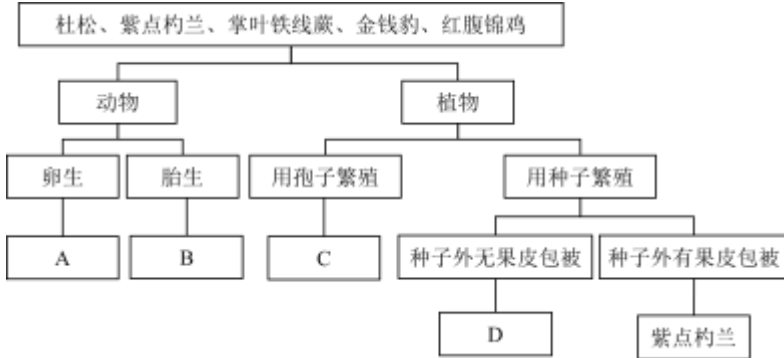 杜松、紫点杓兰、掌叶铁线蕨、金钱豹、红腹锦鸡
动物 植物
卵生 胎生 用孢子繁殖 用种子繁殖
A B C 种子外无果皮包被 种子外有果皮包被
D 紫点杓兰